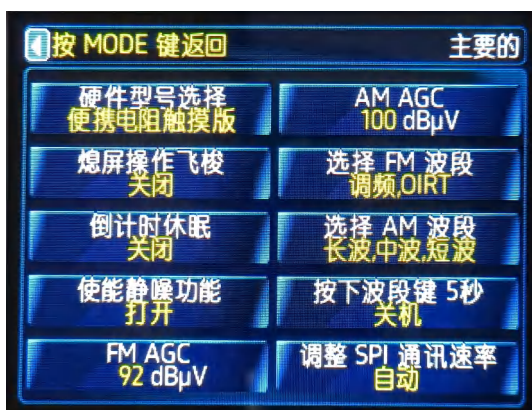 按 MODE 键返回
主要的
硬件型号选择
便携电阻触摸版
AM AGC
100 dBµV
熄屏操作飞梭
关闭
选择 FM 波段
调频,OIRT
倒计时休眠
关闭
选择 AM 波段
长波,中波,短波
使能静噪功能
打开
按下波段键 5秒
关机
FM AGC
92 dBµV
调整 SPI 通讯速率
自动